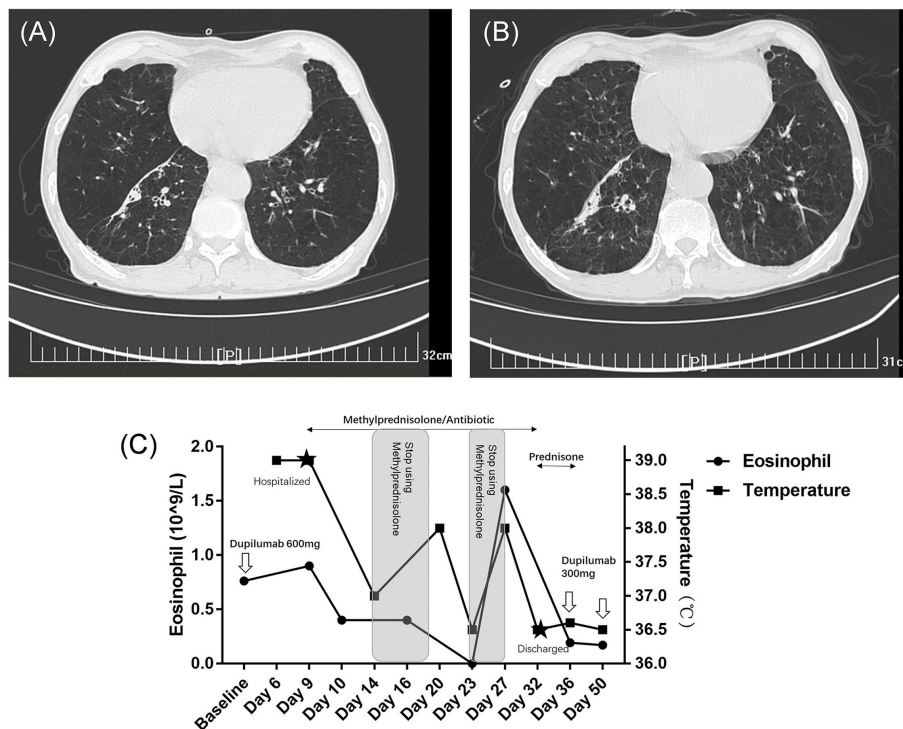 (A)
(B)
[P]
32cm
[P]
31c
(C)
Methylprednisolone/Antibiotic
Prednisone
Stop using
Methylprednisolone
Stop using
Methylprednisolone
Hospitalized
Dupilumab 600mg
Dupilumab
300mg
Discharged
Eosinophil
Temperature
Eosinophil (10^9/L)
2.0
1.5
1.0
0.5
0.0
Temperature (℃)
39.0
38.5
38.0
37.5
37.0
36.5
36.0
Baseline
Day 6
Day 9
Day 10
Day 14
Day 16
Day 20
Day 23
Day 27
Day 32
Day 36
Day 50